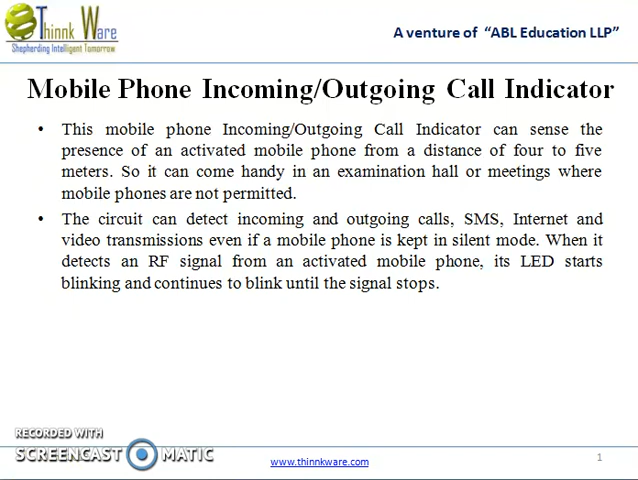 Thinnk Ware
Shepherding Intelligent Tomorrow
A venture of “ABL Education LLP”
Mobile Phone Incoming/Outgoing Call Indicator
• This mobile phone Incoming/Outgoing Call Indicator can sense the
presence of an activated mobile phone from a distance of four to five
meters. So it can come handy in an examination hall or meetings where
mobile phones are not permitted.
• The circuit can detect incoming and outgoing calls, SMS, Internet and
video transmissions even if a mobile phone is kept in silent mode. When it
detects an RF signal from an activated mobile phone, its LED starts
blinking and continues to blink until the signal stops.
RECORDED WITH
SCREENCAST MATIC
www.thinnkware.com
1